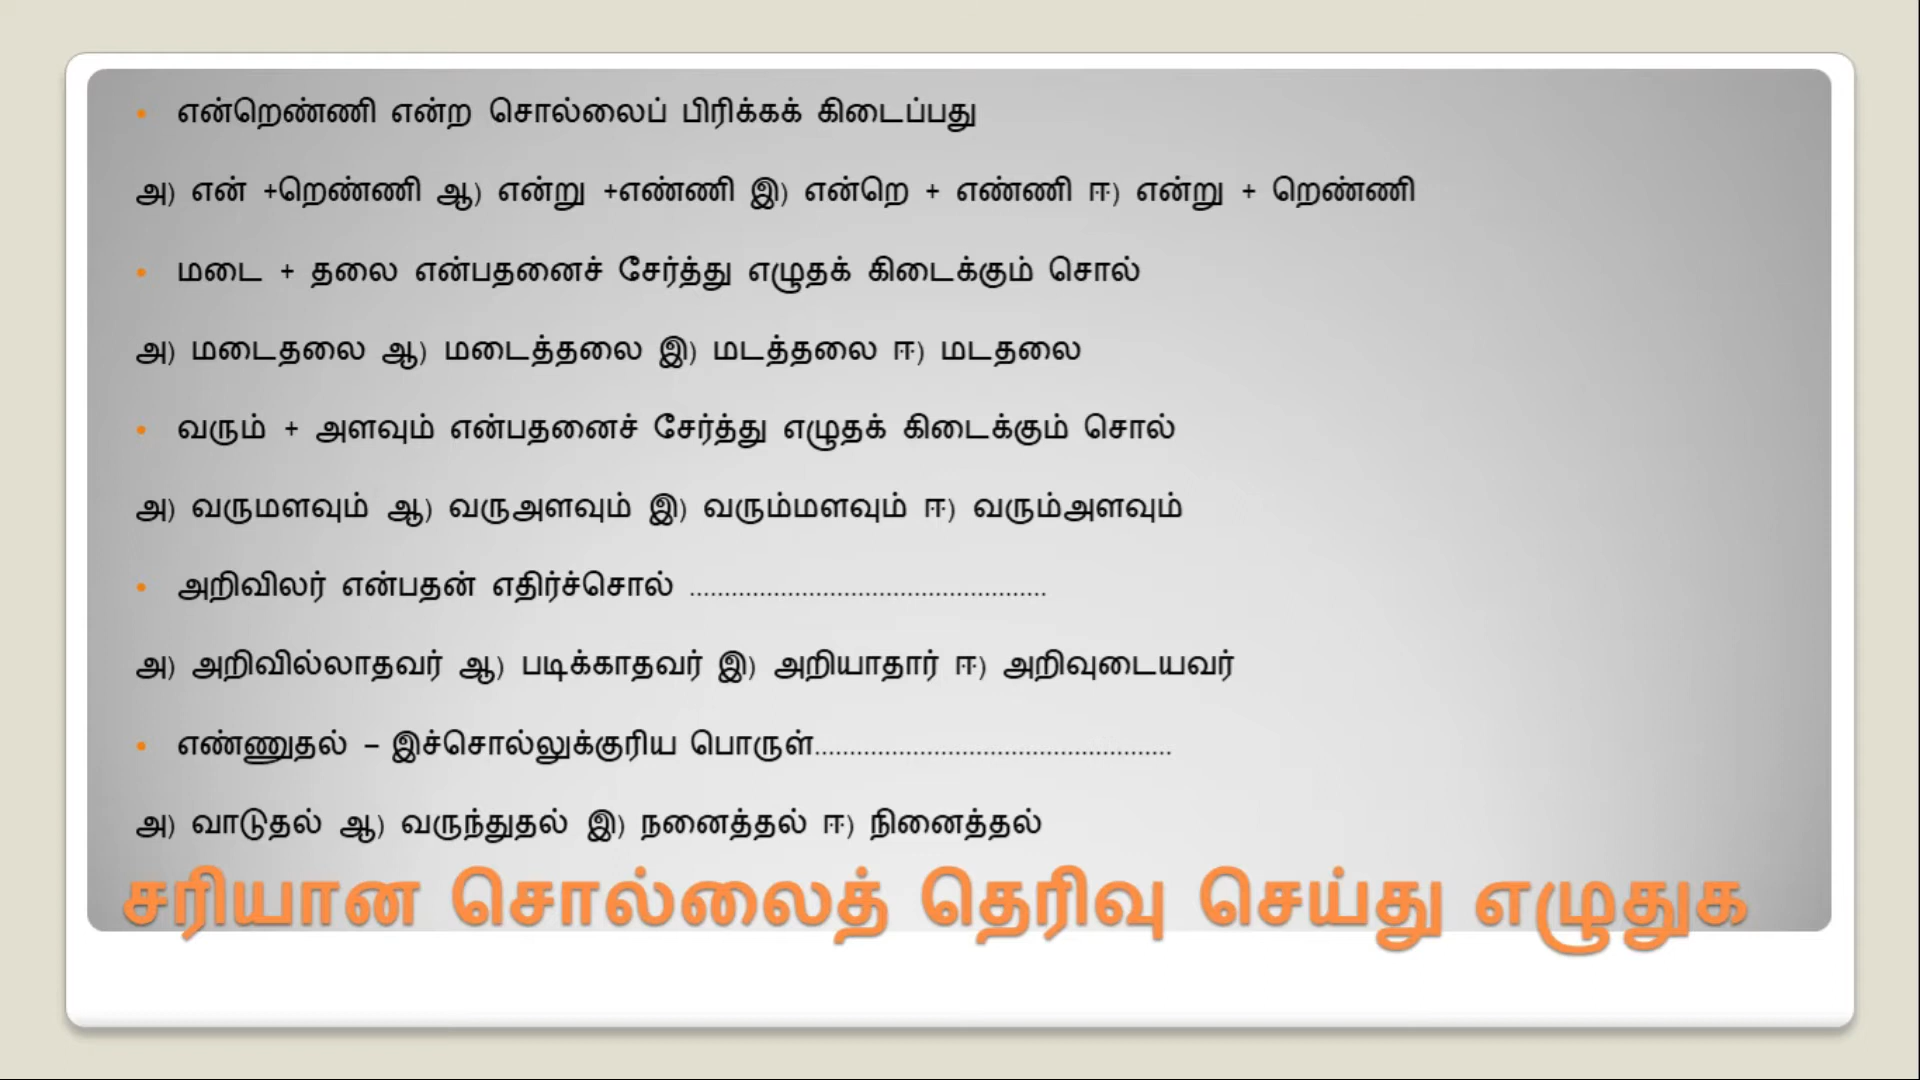 • என்றெண்ணி என்ற சொல்லைப் பிரிக்கக் கிடைப்பது
அ) என் +றெண்ணி ஆ) என்று +எண்ணி இ) என்றெ + எண்ணி ஈ) என்று + றெண்ணி
• மடை + தலை என்பதனைச் சேர்த்து எழுதக் கிடைக்கும் சொல்
அ) மடைதலை ஆ) மடைத்தலை இ) மடத்தலை ஈ) மடதலை
• வரும் + அளவும் என்பதனைச் சேர்த்து எழுதக் கிடைக்கும் சொல்
அ) வருமளவும் ஆ) வருஅளவும் இ) வரும்மளவும் ஈ) வரும்அளவும்
• அறிவிலர் என்பதன் எதிர்ச்சொல் ...................................................
அ) அறிவில்லாதவர் ஆ) படிக்காதவர் இ) அறியாதார் ஈ) அறிவுடையவர்
• எண்ணுதல் – இச்சொல்லுக்குரிய பொருள்...................................................
அ) வாடுதல் ஆ) வருந்துதல் இ) நனைத்தல் ஈ) நினைத்தல்
சரியான சொல்லைத் தெரிவு செய்து எழுதுக